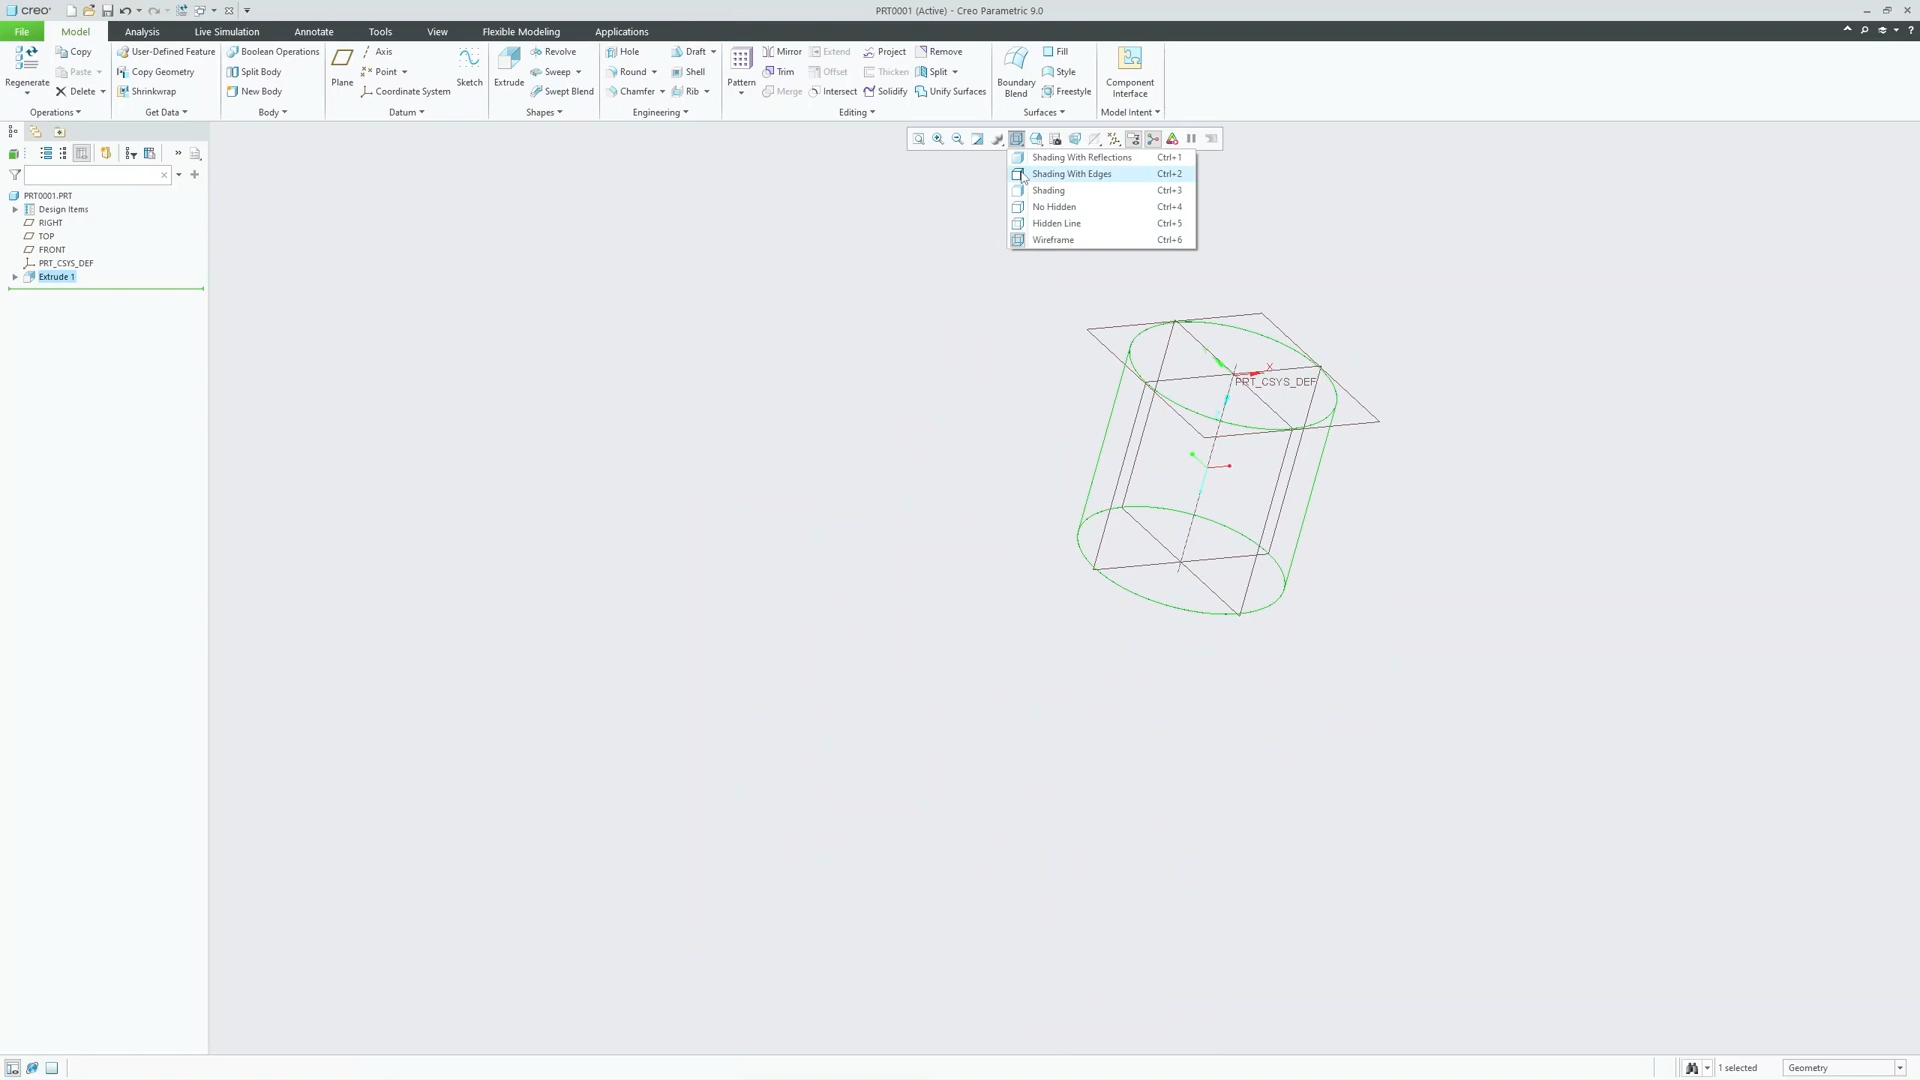 creo
PRT0001 (Active) - Creo Parametric 9.0
File Model Analysis Live Simulation Annotate Tools View Flexible Modeling Applications
Regenerate
Copy
Paste
Delete
Operations
User-Defined Feature
Copy Geometry
Shrinkwrap
Get Data
Boolean Operations
Split Body
New Body
Body
Plane
Axis
Point
Coordinate System
Sketch
Datum
Extrude
Revolve
Sweep
Swept Blend
Shapes
Hole
Round
Chamfer
Draft
Shell
Rib
Engineering
Pattern
Mirror
Trim
Merge
Extend
Offset
Intersect
Project
Thicken
Solidify
Remove
Split
Unify Surfaces
Editing
Boundary
Blend
Fill
Style
Freestyle
Surfaces
Component
Interface
Model Intent
PRT0001.PRT
Design Items
RIGHT
TOP
FRONT
PRT_CSYS_DEF
Extrude 1
Shading With Reflections Ctrl+1
Shading With Edges Ctrl+2
Shading Ctrl+3
No Hidden Ctrl+4
Hidden Line Ctrl+5
Wireframe Ctrl+6
X
PRT_CSYS_DEF
1 selected
Geometry